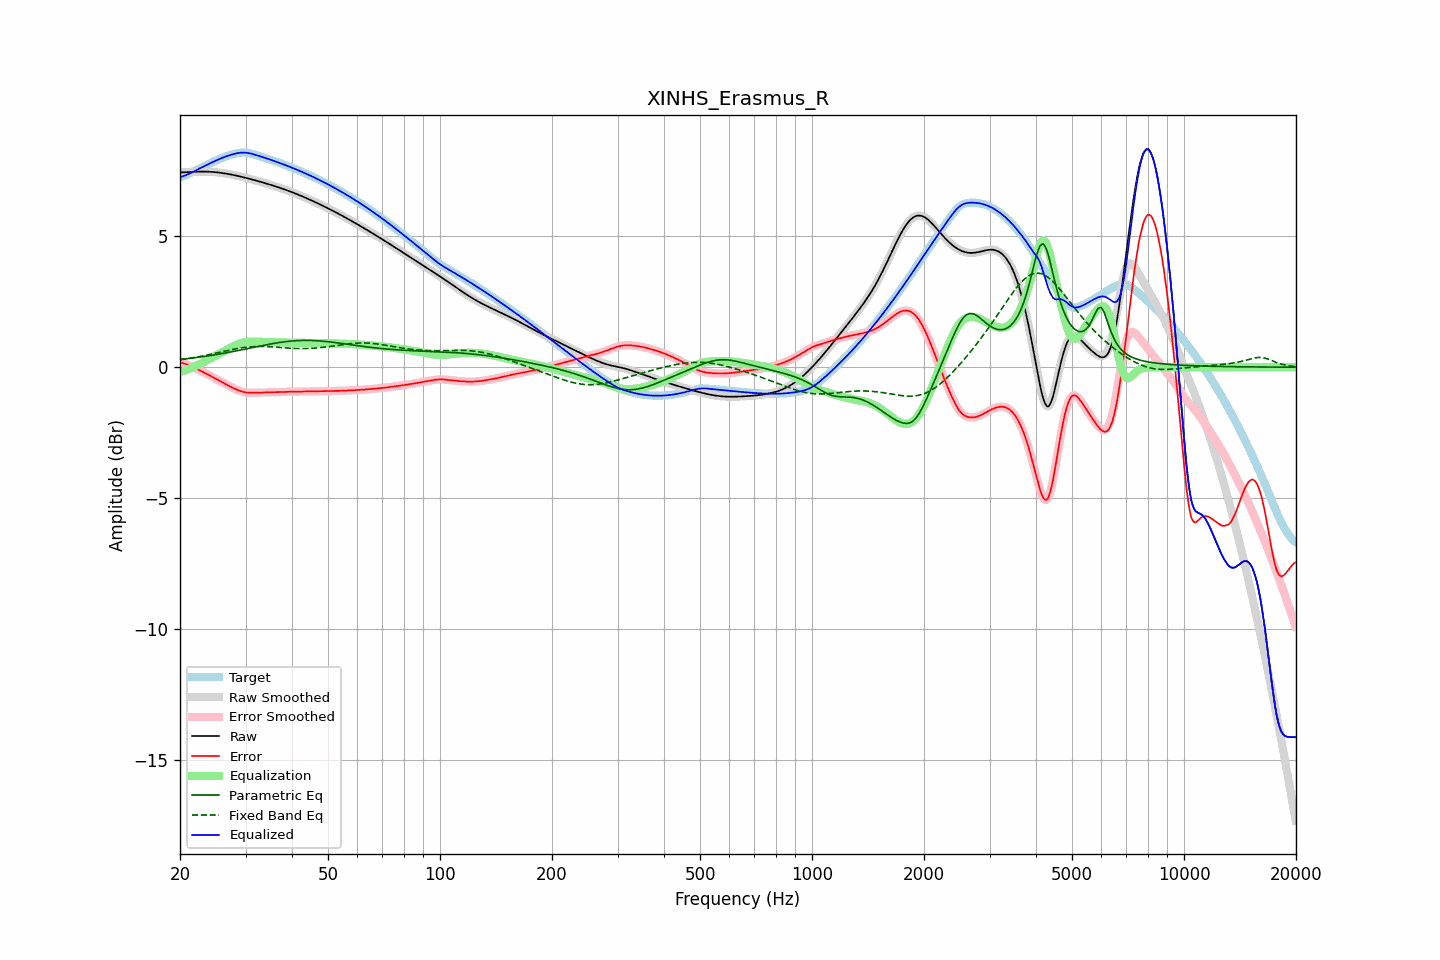 XINHS_Erasmus_R
Amplitude (dBr)
5
0
−5
−10
−15
Target
Raw Smoothed
Error Smoothed
Raw
Error
Equalization
Parametric Eq
Fixed Band Eq
Equalized
20 50 100 200 500 1000 2000 5000 10000 20000
Frequency (Hz)